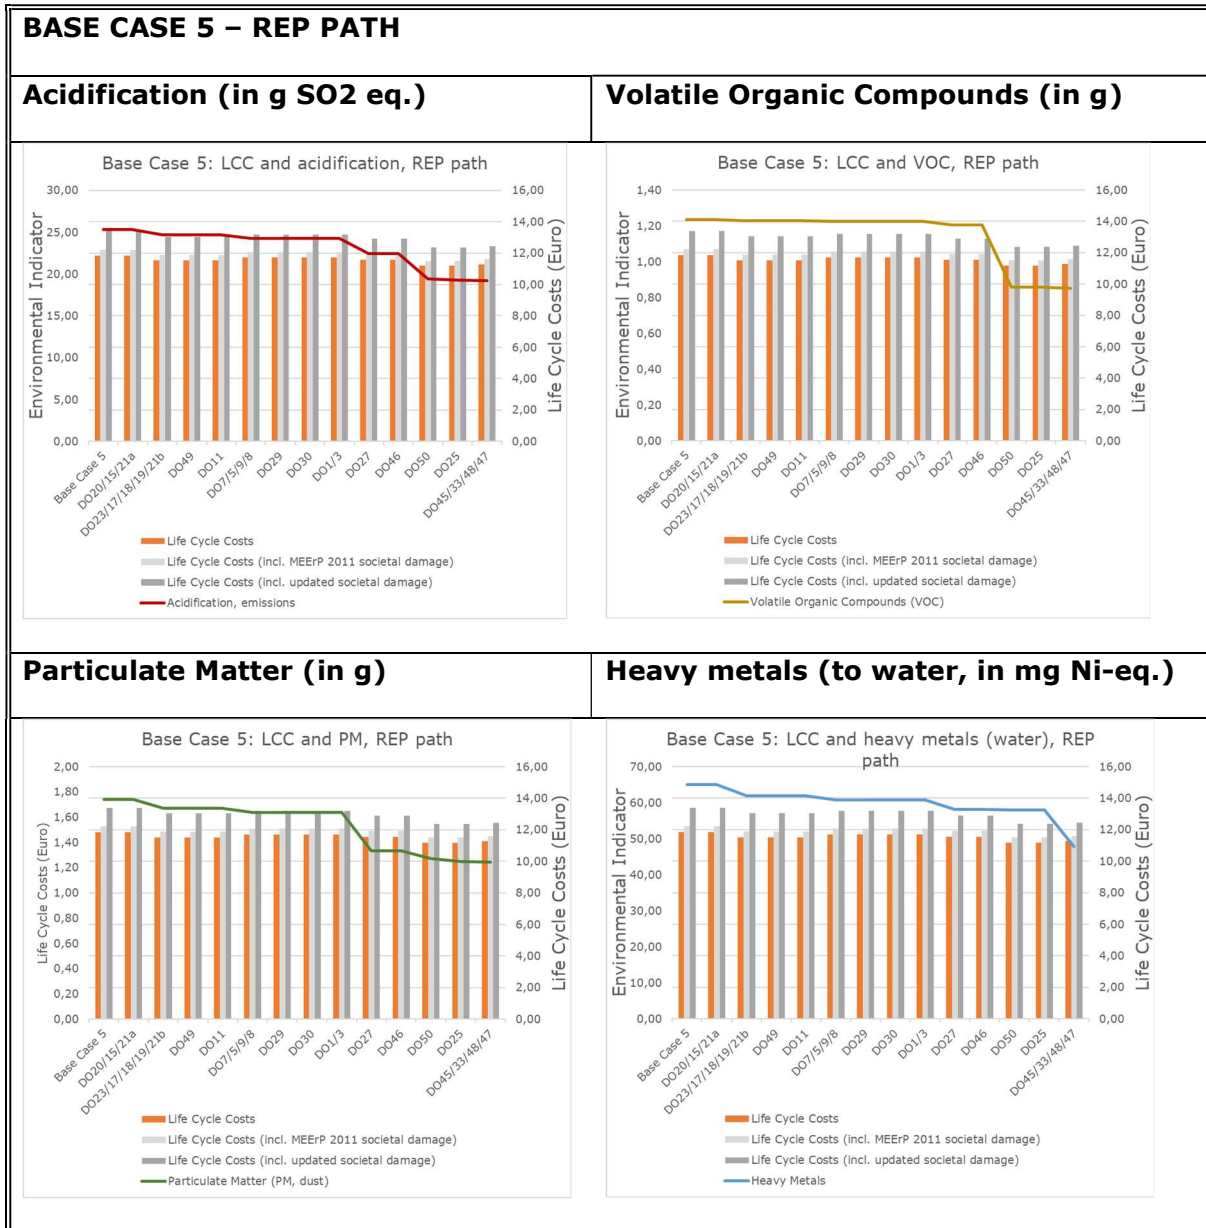 BASE CASE 5 – REP PATH
Acidification (in g SO2 eq.)
Volatile Organic Compounds (in g)
Base Case 5: LCC and acidification, REP path
Environmental Indicator
30,00
25,00
20,00
15,00
10,00
5,00
0,00
16,00
14,00
12,00
10,00
8,00
6,00
4,00
2,00
0,00
Life Cycle Costs (Euro)
Base Case 5
DO20/15/21a
DO23/17/18/19/21b
DO49
DO11
DO7/5/9/8
DO29
DO30
DO1/3
DO27
DO46
DO50
DO25
DO45/33/48/47
Life Cycle Costs
Life Cycle Costs (incl. MEErP 2011 societal damage)
Life Cycle Costs (incl. updated societal damage)
Acidification, emissions
Base Case 5: LCC and VOC, REP path
Environmental Indicator
1,40
1,20
1,00
0,80
0,60
0,40
0,20
0,00
16,00
14,00
12,00
10,00
8,00
6,00
4,00
2,00
0,00
Life Cycle Costs (Euro)
Base Case 5
DO20/15/21a
DO23/17/18/19/21b
DO49
DO11
DO7/5/9/8
DO29
DO30
DO1/3
DO27
DO46
DO50
DO25
DO45/33/48/47
Life Cycle Costs
Life Cycle Costs (incl. MEErP 2011 societal damage)
Life Cycle Costs (incl. updated societal damage)
Volatile Organic Compounds (VOC)
Particulate Matter (in g)
Heavy metals (to water, in mg Ni-eq.)
Base Case 5: LCC and PM, REP path
Life Cycle Costs (Euro)
2,00
1,80
1,60
1,40
1,20
1,00
0,80
0,60
0,40
0,20
0,00
16,00
14,00
12,00
10,00
8,00
6,00
4,00
2,00
0,00
Life Cycle Costs (Euro)
Base Case 5
DO20/15/21a
DO23/17/18/19/21b
DO49
DO11
DO7/5/9/8
DO29
DO30
DO1/3
DO27
DO46
DO50
DO25
DO45/33/48/47
Life Cycle Costs
Life Cycle Costs (incl. MEErP 2011 societal damage)
Life Cycle Costs (incl. updated societal damage)
Particulate Matter (PM, dust)
Base Case 5: LCC and heavy metals (water), REP
path
Environmental Indicator
70,00
60,00
50,00
40,00
30,00
20,00
10,00
0,00
16,00
14,00
12,00
10,00
8,00
6,00
4,00
2,00
0,00
Life Cycle Costs (Euro)
Base Case 5
DO20/15/21a
DO23/17/18/19/21b
DO49
DO11
DO7/5/9/8
DO29
DO30
DO1/3
DO27
DO46
DO50
DO25
DO45/33/48/47
Life Cycle Costs
Life Cycle Costs (incl. MEErP 2011 societal damage)
Life Cycle Costs (incl. updated societal damage)
Heavy Metals